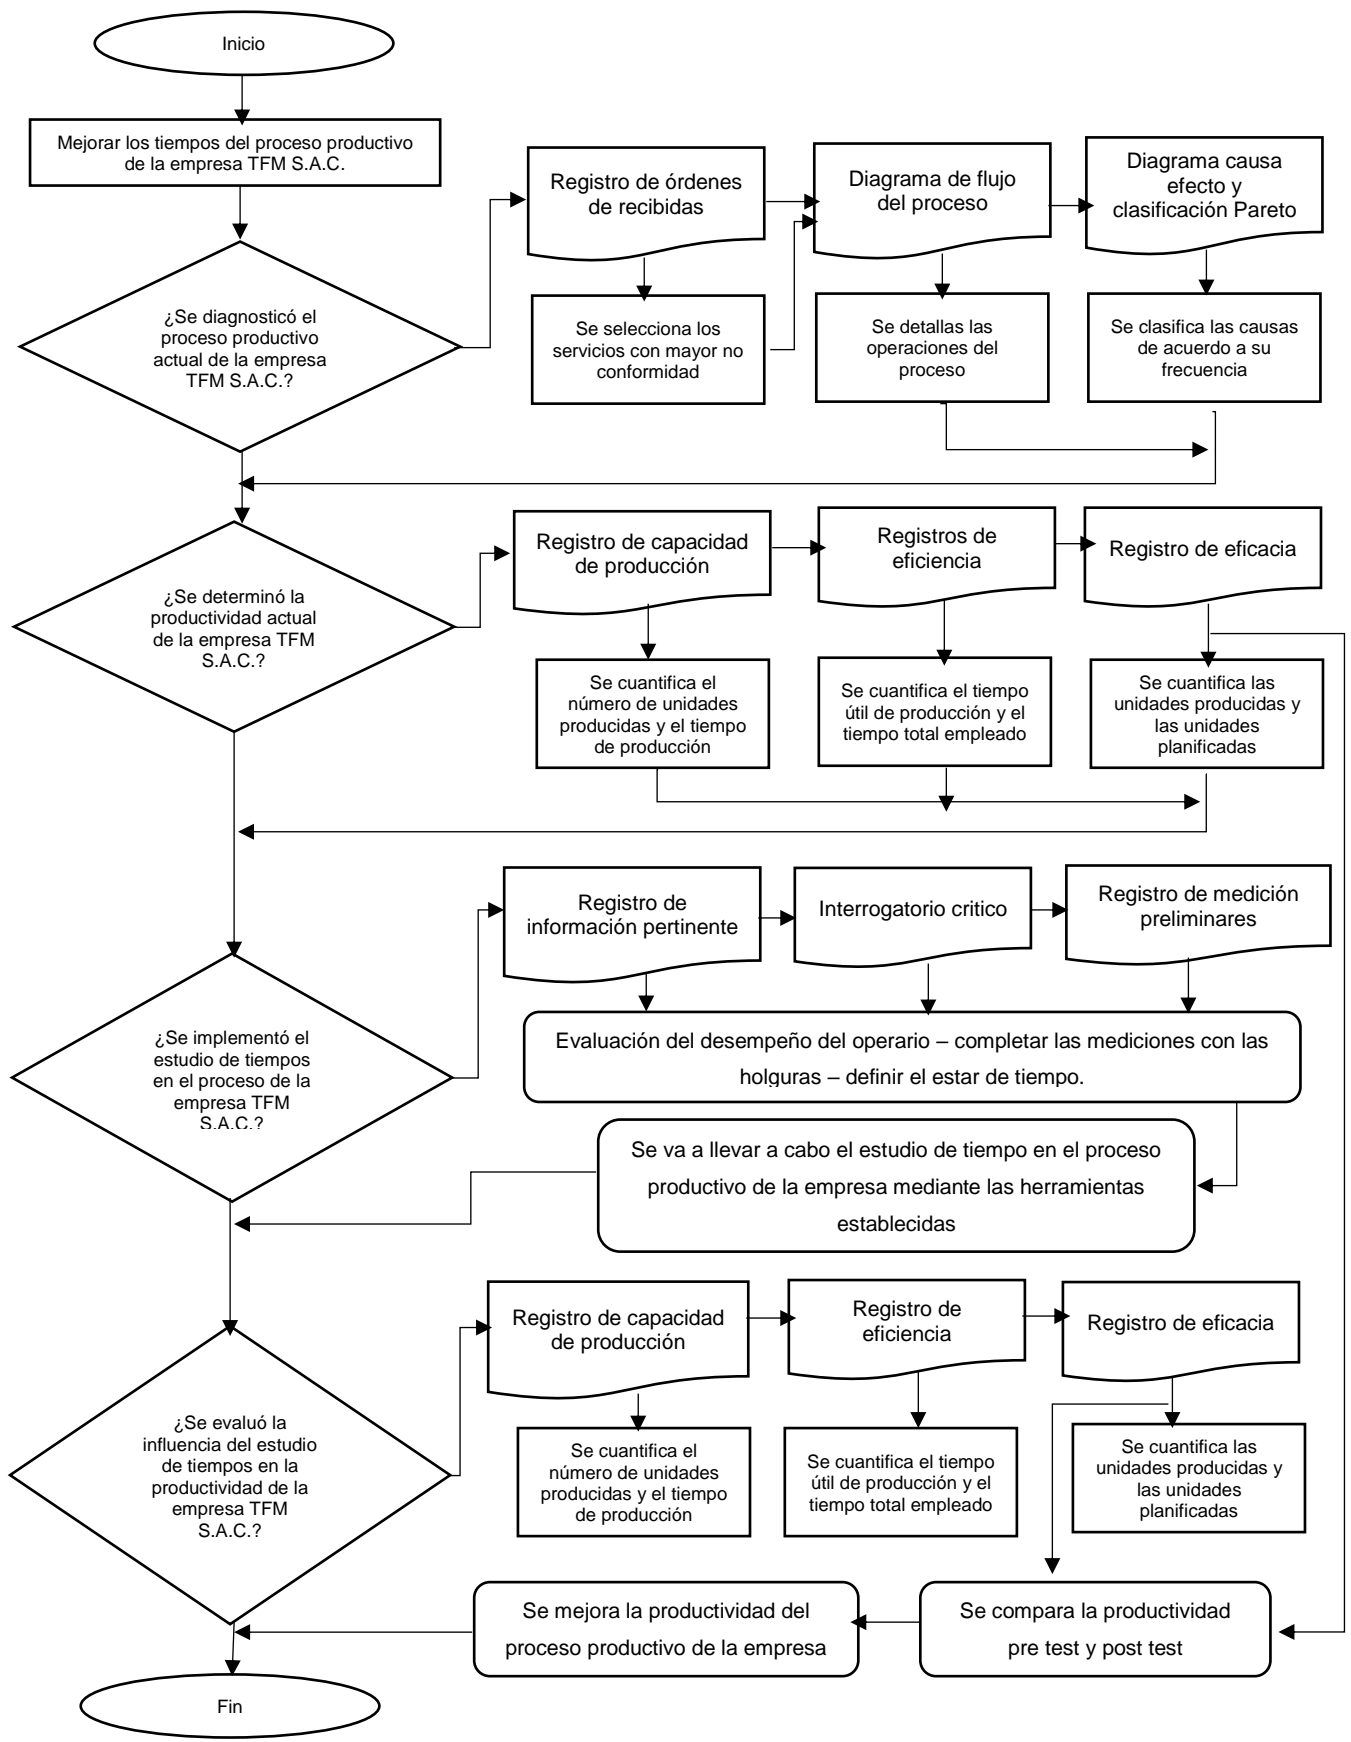 Inicio
Mejorar los tiempos del proceso productivo
de la empresa TFM S.A.C.
¿Se diagnosticó el
proceso productivo
actual de la empresa
TFM S.A.C.?
Registro de órdenes
de recibidas
Diagrama de flujo
del proceso
Diagrama causa
efecto y
clasificación Pareto
Se selecciona los
servicios con mayor no
conformidad
Se detallas las
operaciones del
proceso
Se clasifica las causas
de acuerdo a su
frecuencia
¿Se determinó la
productividad actual
de la empresa TFM
S.A.C.?
Registro de capacidad
de producción
Registros de
eficiencia
Registro de eficacia
Se cuantifica el
número de unidades
producidas y el tiempo
de producción
Se cuantifica el tiempo
útil de producción y el
tiempo total empleado
Se cuantifica las
unidades producidas y
las unidades
planificadas
¿Se implementó el
estudio de tiempos
en el proceso de la
empresa TFM
S.A.C.?
Registro de
información pertinente
Interrogatorio critico
Registro de medición
preliminares
Evaluación del desempeño del operario – completar las mediciones con las
holguras – definir el estar de tiempo.
Se va a llevar a cabo el estudio de tiempo en el proceso
productivo de la empresa mediante las herramientas
establecidas
¿Se evaluó la
influencia del estudio
de tiempos en la
productividad de la
empresa TFM
S.A.C.?
Registro de capacidad
de producción
Registro de
eficiencia
Registro de eficacia
Se cuantifica el
número de unidades
producidas y el tiempo
de producción
Se cuantifica el tiempo
útil de producción y el
tiempo total empleado
Se cuantifica las
unidades producidas y
las unidades
planificadas
Se mejora la productividad del
proceso productivo de la empresa
Se compara la productividad
pre test y post test
Fin